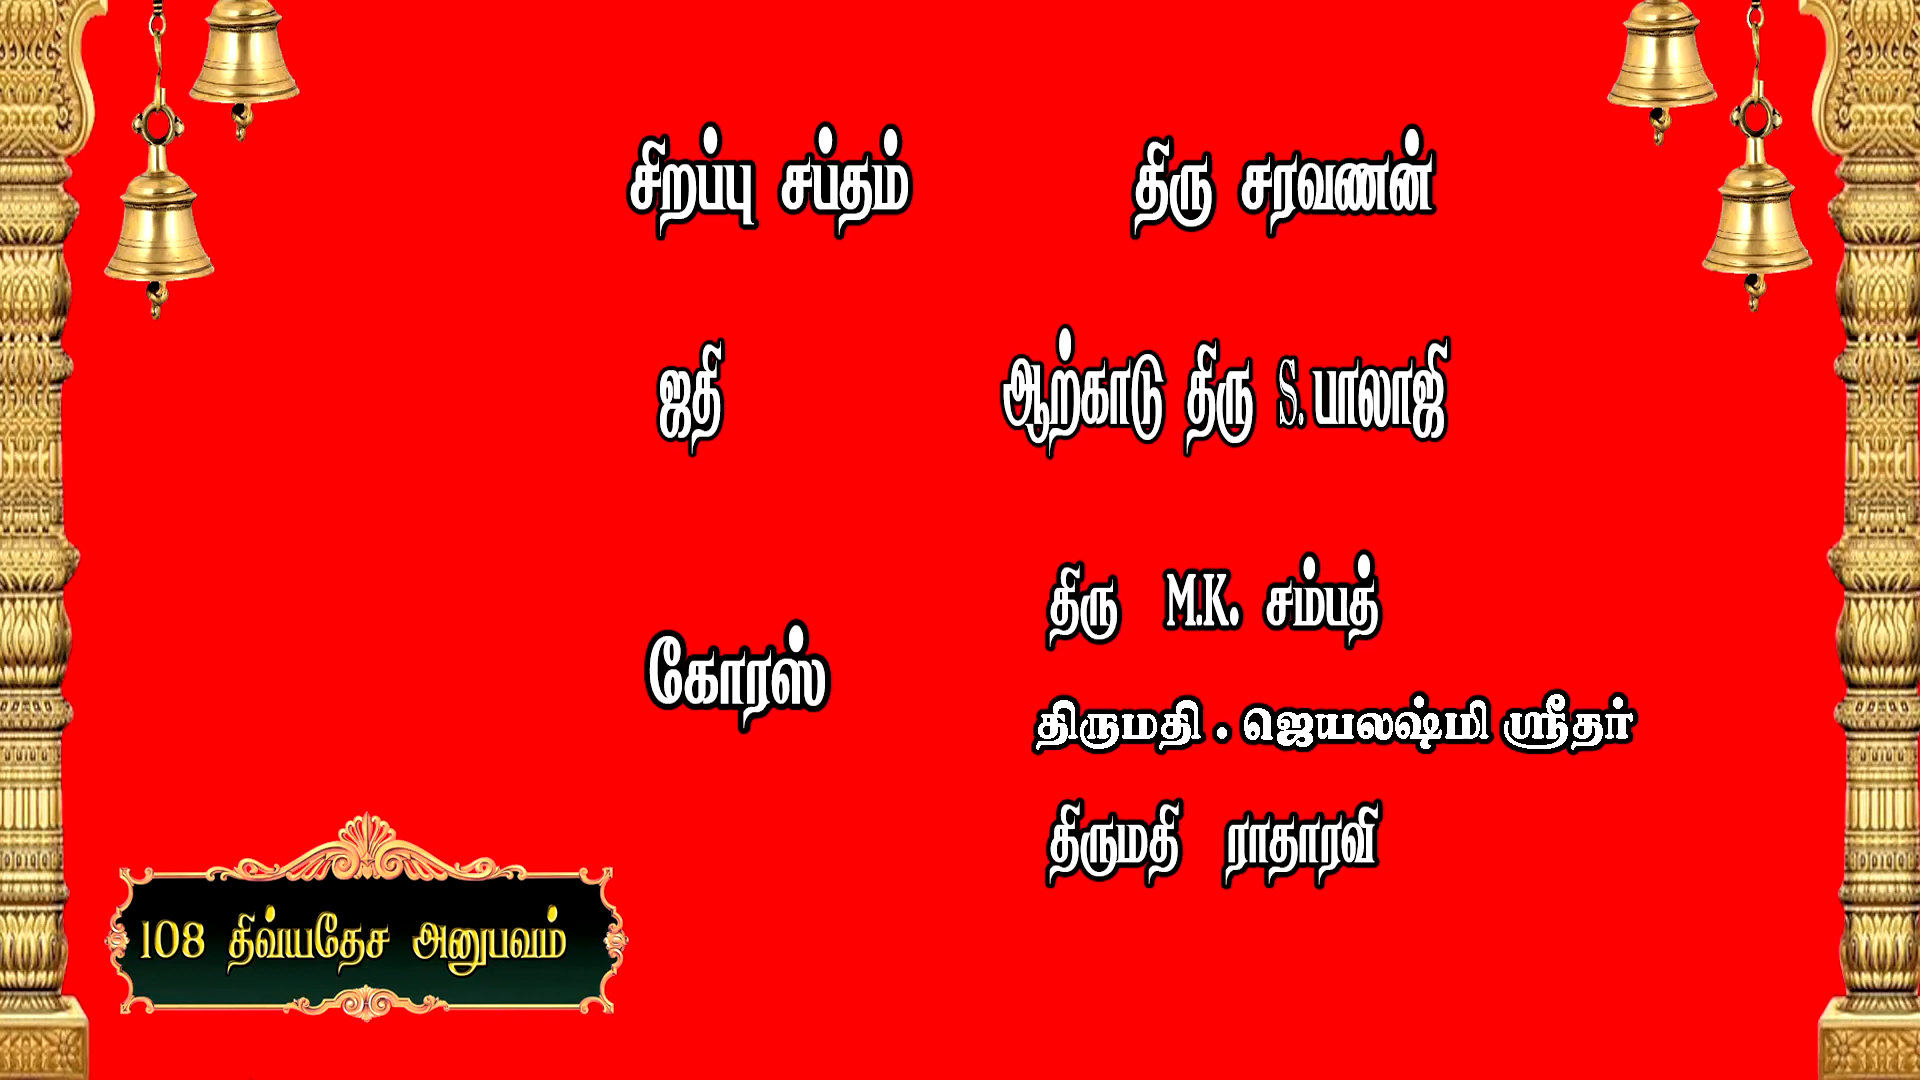 சிறப்பு சப்தம் திரு சரவணன்
ஜதி ஆற்காடு திரு S. பாலாஜி
திரு M.K. சம்பத்
கோரஸ்
திருமதி . ஜெயலஷ்மி ஸ்ரீதர்
திருமதி ராதாரவி
108 திவ்யதேச அனுபவம்